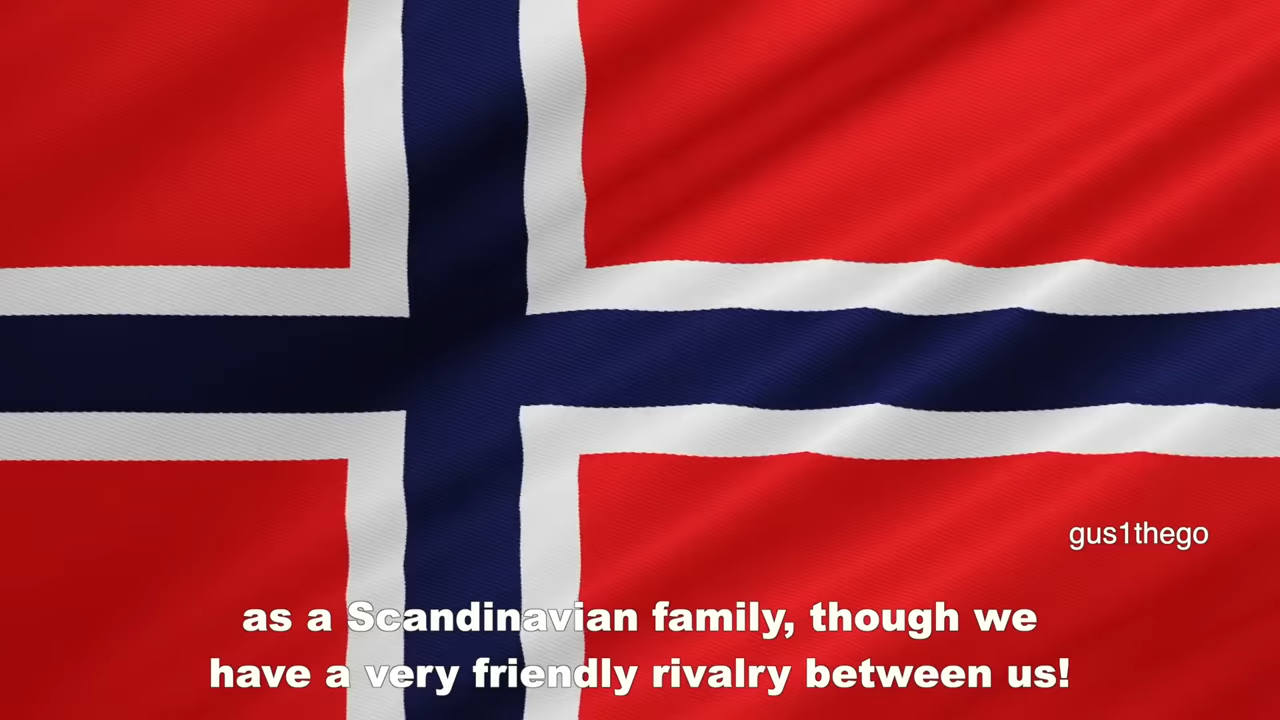 gus1thego
as a Scandinavian family, though we
have a very friendly rivalry between us!